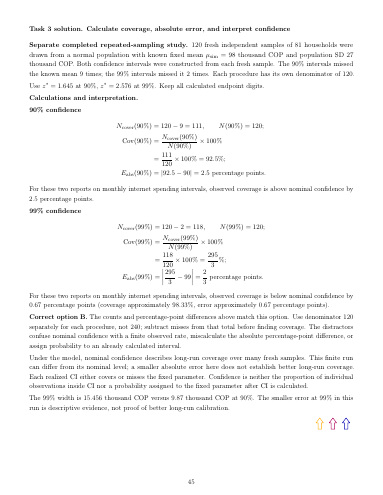 Task 3 solution. Calculate coverage, absolute error, and interpret confidence
Separate completed repeated-sampling study. 120 fresh independent samples of 81 households were
drawn from a normal population with known fixed mean μ = 98 thousand COP and population SD 27
thousand COP. Both confidence intervals were constructed from each fresh sample. The 90% intervals missed
the known mean 9 times, the 99% intervals missed it 2 times. Each procedure has its own denominator of 120.
Use z* = 1.645 at 90%, z* = 2.576 at 99%. Keep all calculated endpoint digits.
Calculations and interpretation.
90% confidence
N_cover(90%) = 120 − 9 = 111, N(90%) = 120;
Cov(90%) = N_cover(90%) / N(90%) × 100%
= 111/120 × 100% = 92.5%;
E_abs(90%) = |92.5 − 90| = 2.5 percentage points.
For these two reports on monthly internet spending intervals, observed coverage is above nominal confidence by
2.5 percentage points.
99% confidence
N_cover(99%) = 120 − 2 = 118, N(99%) = 120;
Cov(99%) = N_cover(99%) / N(99%) × 100%
= 118/120 × 100% = 295/3 %;
E_abs(99%) = |295/3 − 99| = 2/3 percentage points.
For these two reports on monthly internet spending intervals, observed coverage is below nominal confidence by
0.67 percentage points (coverage approximately 98.33%, error approximately 0.67 percentage points).
Correct option B. The counts and percentage-point differences above match this option. Use denominator 120
separately for each procedure, not 240; subtract misses from that total before finding coverage. The distractors
confuse nominal confidence with a finite observed rate, miscalculate the absolute percentage-point difference, or
assign probability to an already calculated interval.
Under the model, nominal confidence describes long-run coverage over many fresh samples. This finite run
can differ from its nominal level; a smaller absolute error here does not establish better long-run coverage.
Each realized CI either covers or misses the fixed parameter. Confidence is neither the proportion of individual
observations inside CI nor a probability assigned to the fixed parameter after CI is calculated.
The 99% width is 15.456 thousand COP versus 9.87 thousand COP at 90%. The smaller error at 99% in this
run is descriptive evidence, not proof of better long-run calibration.
45